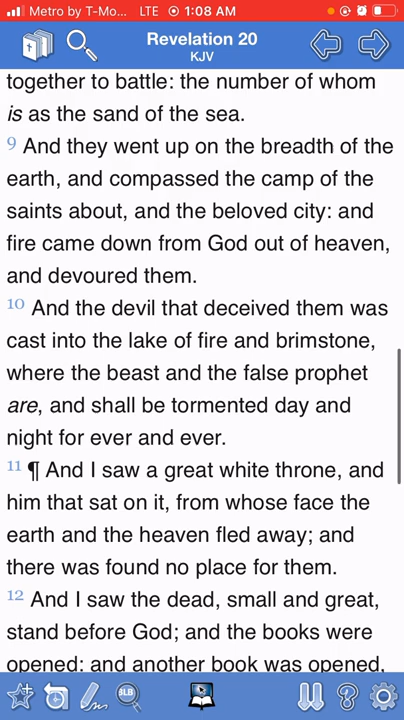 Metro by T-Mo... LTE 1:08 AM
Revelation 20
KJV
together to battle: the number of whom
is as the sand of the sea.
9 And they went up on the breadth of the
earth, and compassed the camp of the
saints about, and the beloved city: and
fire came down from God out of heaven,
and devoured them.
10 And the devil that deceived them was
cast into the lake of fire and brimstone,
where the beast and the false prophet
are, and shall be tormented day and
night for ever and ever.
11 ¶ And I saw a great white throne, and
him that sat on it, from whose face the
earth and the heaven fled away; and
there was found no place for them.
12 And I saw the dead, small and great,
stand before God; and the books were
opened: and another book was opened,
BLB